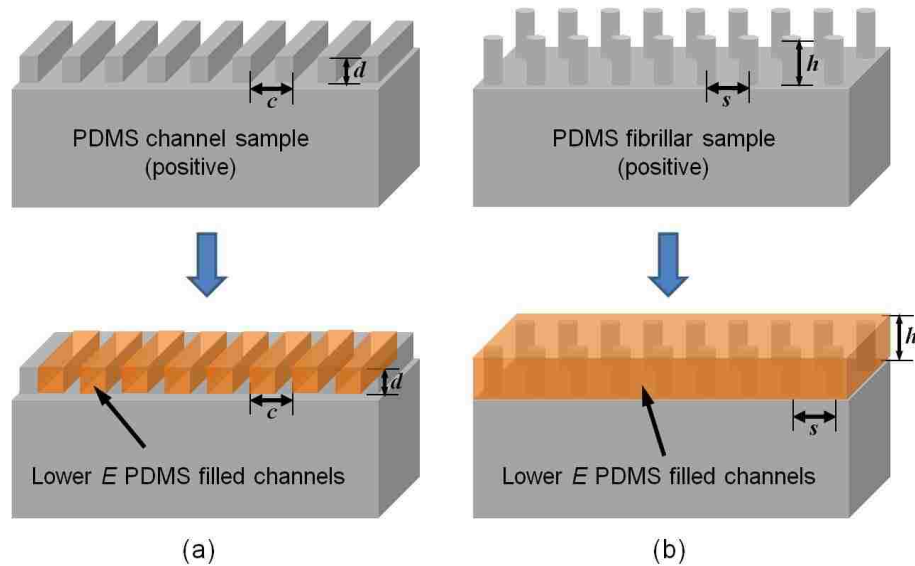 d
c
PDMS channel sample
(positive)
h
s
PDMS fibrillar sample
(positive)
d
c
Lower E PDMS filled channels
h
s
Lower E PDMS filled channels
(a)
(b)